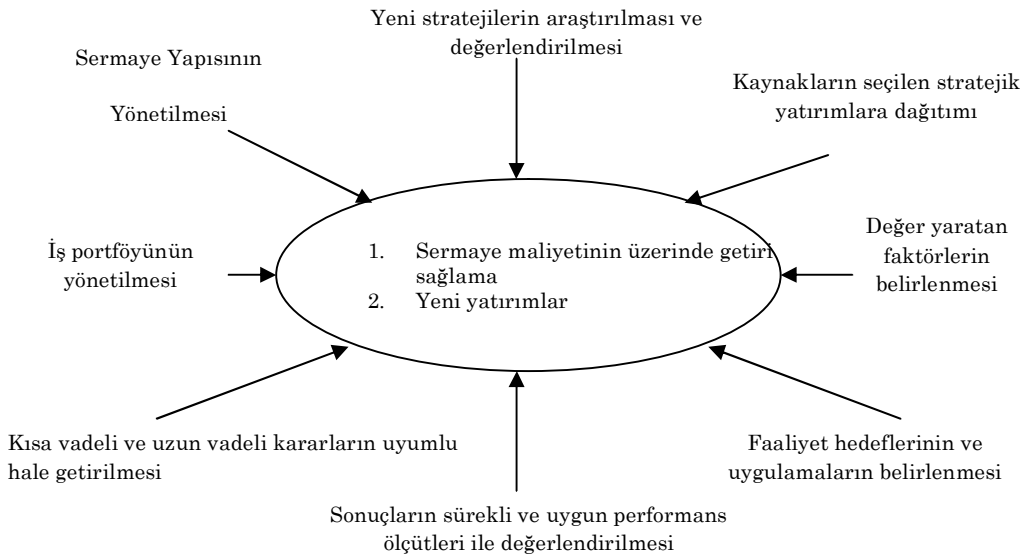 Yeni stratejilerin araştırılması ve
değerlendirilmesi
Sermaye Yapısının
Yönetilmesi
Kaynakların seçilen stratejik
yatırımlara dağıtımı
İş portföyünün
yönetilmesi
1. Sermaye maliyetinin üzerinde getiri
sağlama
2. Yeni yatırımlar
Değer yaratan
faktörlerin
belirlenmesi
Kısa vadeli ve uzun vadeli kararların uyumlu
hale getirilmesi
Faaliyet hedeflerinin ve
uygulamaların belirlenmesi
Sonuçların sürekli ve uygun performans
ölçütleri ile değerlendirilmesi